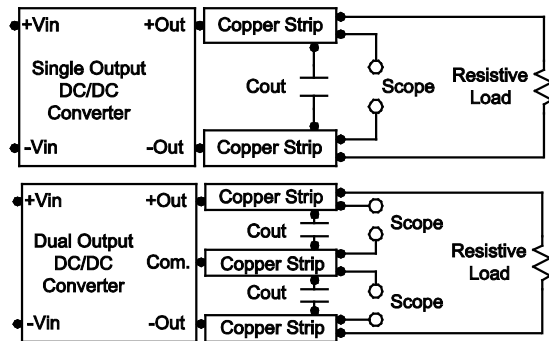 +Vin
+Out
Copper Strip
Single Output
DC/DC
Converter
Cout
Scope
Resistive
Load
-Vin
-Out
Copper Strip
+Vin
+Out
Copper Strip
Scope
Cout
Dual Output
DC/DC
Converter
Com.
Copper Strip
Resistive
Load
Cout
Scope
-Vin
-Out
Copper Strip